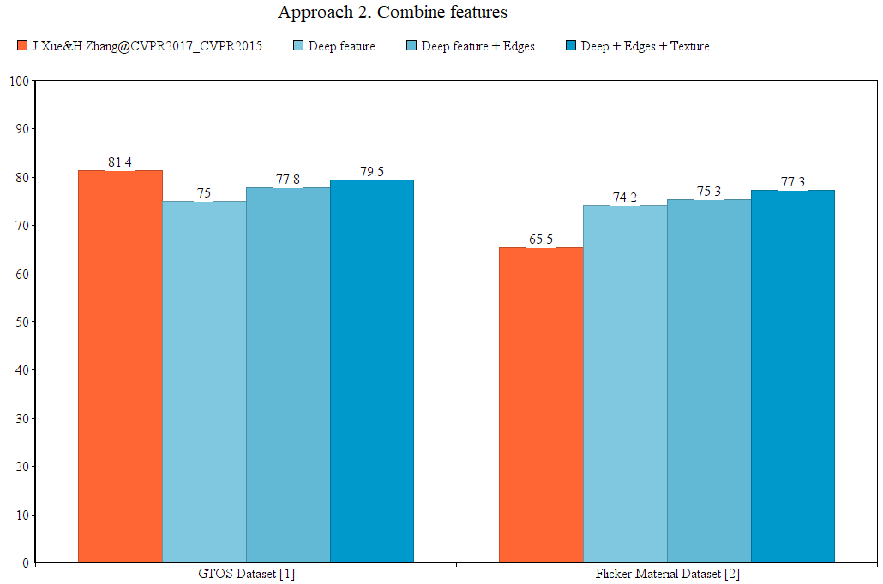 Approach 2. Combine features
J.Xue&H.Zhang@CVPR2017_CVPR2015 Deep feature Deep feature + Edges Deep + Edges + Texture
100
90
80
70
60
50
40
30
20
10
0
81.4 75 77.8 79.5 65.5 74.2 75.3 77.3
GTOS Dataset [1] Flicker Material Dataset [2]